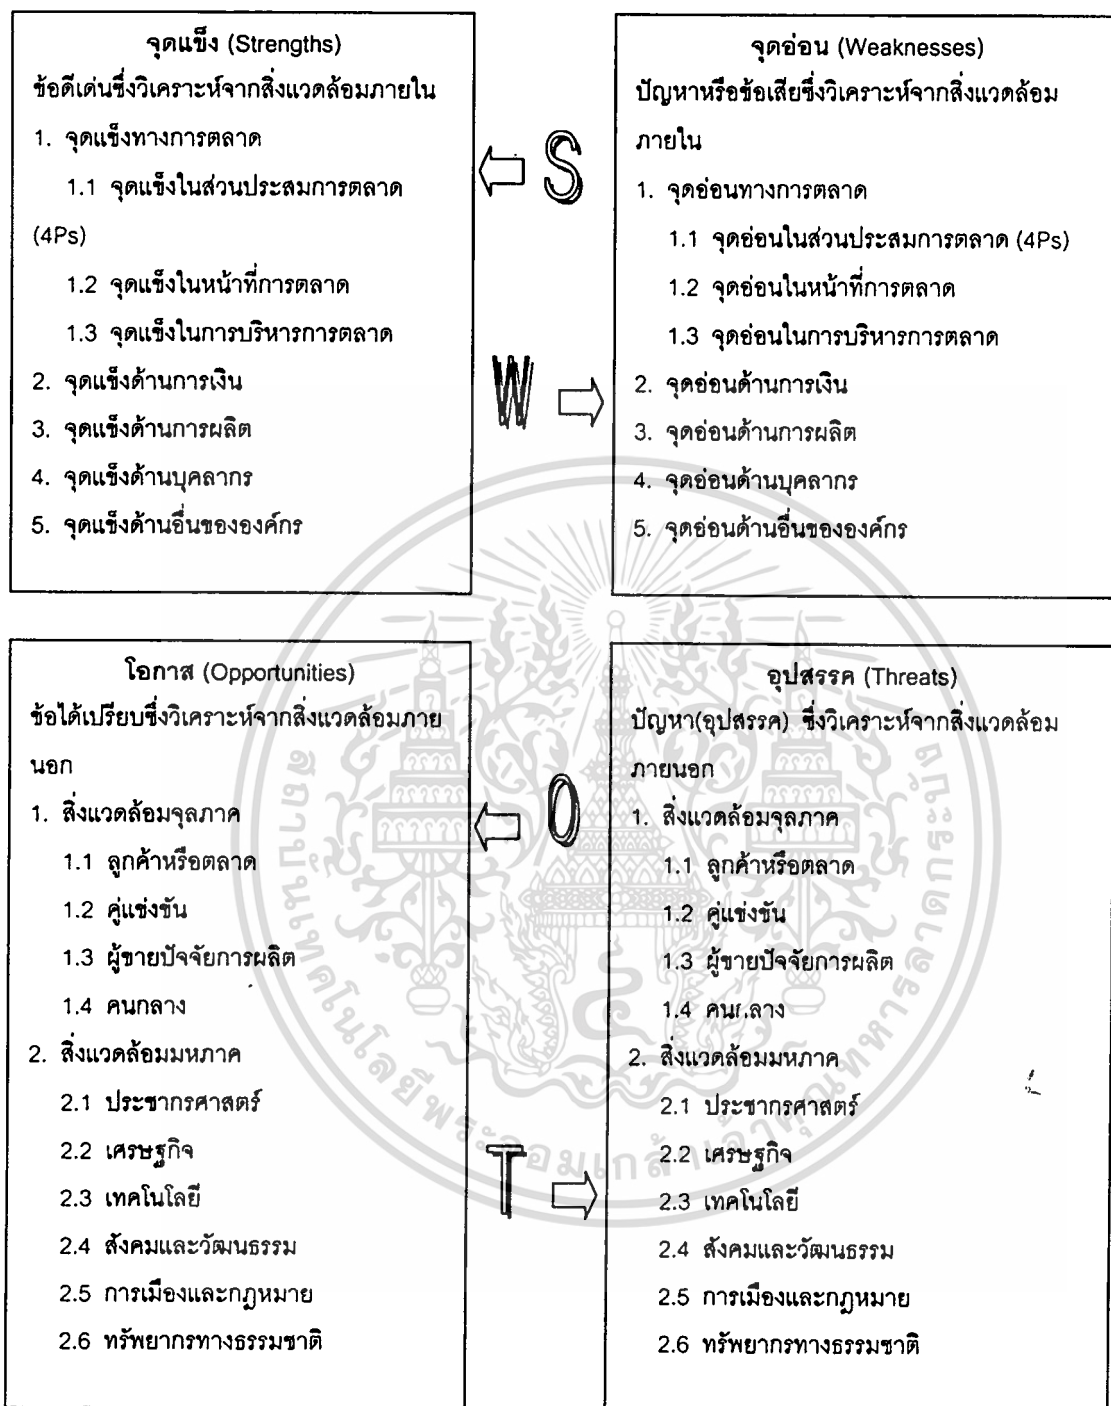 จุดแข็ง (Strengths)
ข้อดีเด่นซึ่งวิเคราะห์จากสิ่งแวดล้อมภายใน
1. จุดแข็งทางการตลาด
1.1 จุดแข็งในส่วนประสมการตลาด
(4Ps)
1.2 จุดแข็งในหน้าที่การตลาด
1.3 จุดแข็งในการบริหารการตลาด
2. จุดแข็งด้านการเงิน
3. จุดแข็งด้านการผลิต
4. จุดแข็งด้านบุคลากร
5. จุดแข็งด้านอื่นขององค์กร
S
W
จุดอ่อน (Weaknesses)
ปัญหาหรือข้อเสียซึ่งวิเคราะห์จากสิ่งแวดล้อม
ภายใน
1. จุดอ่อนทางการตลาด
1.1 จุดอ่อนในส่วนประสมการตลาด (4Ps)
1.2 จุดอ่อนในหน้าที่การตลาด
1.3 จุดอ่อนในการบริหารการตลาด
2. จุดอ่อนด้านการเงิน
3. จุดอ่อนด้านการผลิต
4. จุดอ่อนด้านบุคลากร
5. จุดอ่อนด้านอื่นขององค์กร
โอกาส (Opportunities)
ข้อได้เปรียบซึ่งวิเคราะห์จากสิ่งแวดล้อมภาย
นอก
1. สิ่งแวดล้อมจุลภาค
1.1 ลูกค้าหรือตลาด
1.2 คู่แข่งขัน
1.3 ผู้ขายปัจจัยการผลิต
1.4 คนกลาง
2. สิ่งแวดล้อมมหภาค
2.1 ประชากรศาสตร์
2.2 เศรษฐกิจ
2.3 เทคโนโลยี
2.4 สังคมและวัฒนธรรม
2.5 การเมืองและกฎหมาย
2.6 ทรัพยากรทางธรรมชาติ
O
T
อุปสรรค (Threats)
ปัญหา(อุปสรรค) ซึ่งวิเคราะห์จากสิ่งแวดล้อม
ภายนอก
1. สิ่งแวดล้อมจุลภาค
1.1 ลูกค้าหรือตลาด
1.2 คู่แข่งขัน
1.3 ผู้ขายปัจจัยการผลิต
1.4 คนกลาง
2. สิ่งแวดล้อมมหภาค
2.1 ประชากรศาสตร์
2.2 เศรษฐกิจ
2.3 เทคโนโลยี
2.4 สังคมและวัฒนธรรม
2.5 การเมืองและกฎหมาย
2.6 ทรัพยากรทางธรรมชาติ
สถาบันเทคโนโลยีพระจอมเกล้าเจ้าคุณทหารลาดกระบัง